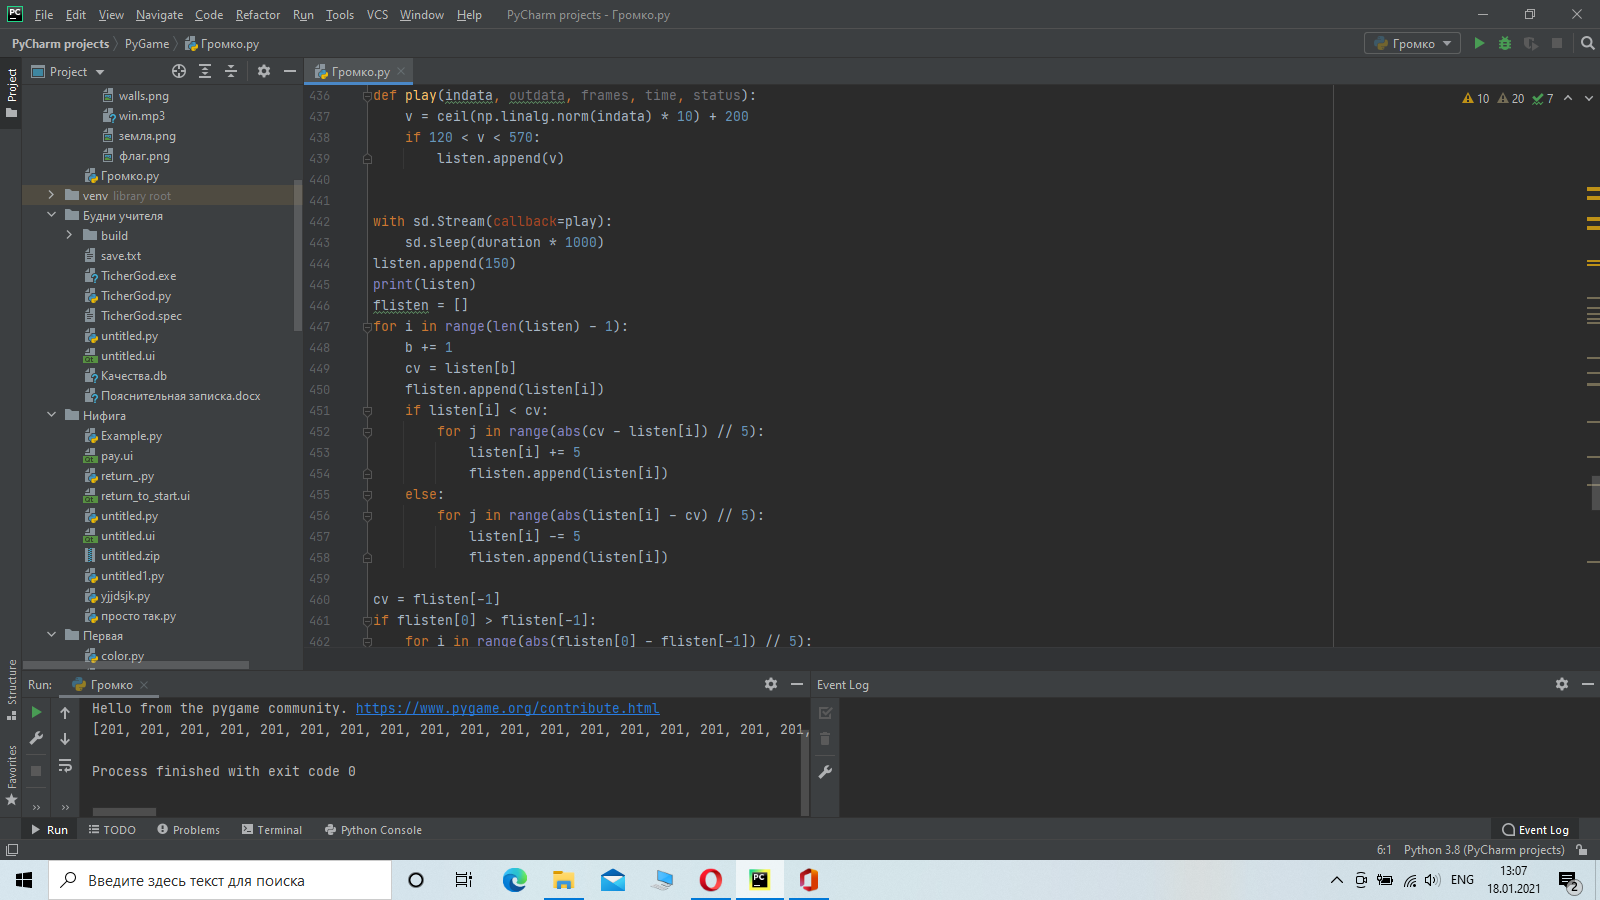 File Edit View Navigate Code Refactor Run Tools VCS Window Help PyCharm projects - Громко.py
PyCharm projects PyGame Громко.py
Громко
Project
Громко.py
Project
walls.png
win.mp3
земля.png
флаг.png
Громко.py
venv library root
Будни учителя
build
save.txt
TicherGod.exe
TicherGod.py
TicherGod.spec
untitled.py
untitled.ui
Качества.db
Пояснительная записка.docx
Нифига
Example.py
pay.ui
return_.py
return_to_start.ui
untitled.py
untitled.ui
untitled.zip
untitled1.py
yjjdsjk.py
просто так.py
Первая
color.py
10 20 7
436 def play(indata, outdata, frames, time, status):
437 v = ceil(np.linalg.norm(indata) * 10) + 200
438 if 120 < v < 570:
439 listen.append(v)
440
441
442 with sd.Stream(callback=play):
443 sd.sleep(duration * 1000)
444 listen.append(150)
445 print(listen)
446 flisten = []
447 for i in range(len(listen) - 1):
448 b += 1
449 cv = listen[b]
450 flisten.append(listen[i])
451 if listen[i] < cv:
452 for j in range(abs(cv - listen[i]) // 5):
453 listen[i] += 5
454 flisten.append(listen[i])
455 else:
456 for j in range(abs(listen[i] - cv) // 5):
457 listen[i] -= 5
458 flisten.append(listen[i])
459
460 cv = flisten[-1]
461 if flisten[0] > flisten[-1]:
462 for i in range(abs(flisten[0] - flisten[-1]) // 5):
Structure
Favorites
Run: Громко
Event Log
Hello from the pygame community. https://www.pygame.org/contribute.html
[201, 201, 201, 201, 201, 201, 201, 201, 201, 201, 201, 201, 201, 201, 201, 201, 201, 201,
Process finished with exit code 0
Run TODO Problems Terminal Python Console Event Log
6:1 Python 3.8 (PyCharm projects)
Введите здесь текст для поиска
ENG
13:07
18.01.2021
2